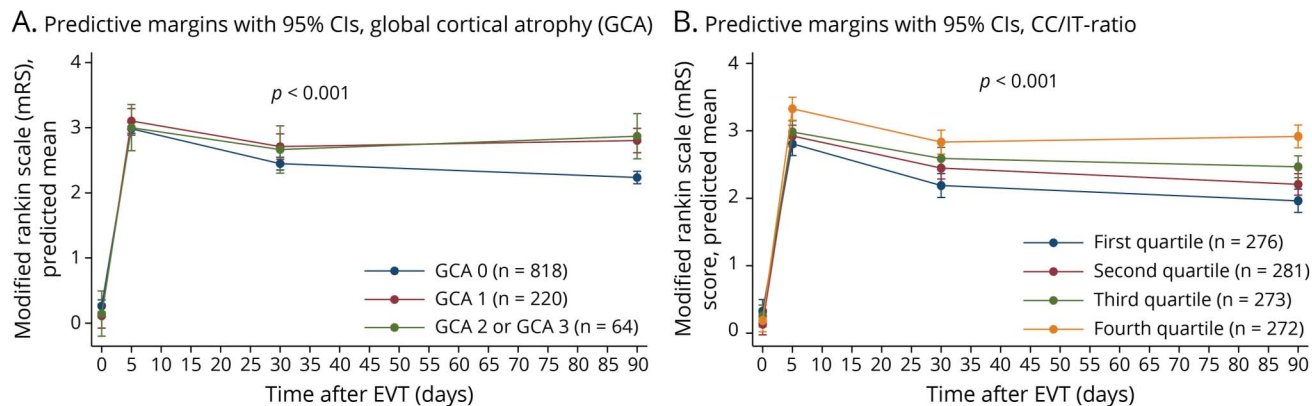 A. Predictive margins with 95% CIs, global cortical atrophy (GCA)
Modified rankin scale (mRS),
predicted mean
4
3
2
1
0
p < 0.001
GCA 0 (n = 818)
GCA 1 (n = 220)
GCA 2 or GCA 3 (n = 64)
0 5 10 15 20 25 30 35 40 45 50 55 60 65 70 75 80 85 90
Time after EVT (days)
B. Predictive margins with 95% CIs, CC/IT-ratio
Modified rankin scale (mRS)
score, predicted mean
4
3
2
1
0
p < 0.001
First quartile (n = 276)
Second quartile (n = 281)
Third quartile (n = 273)
Fourth quartile (n = 272)
0 5 10 15 20 25 30 35 40 45 50 55 60 65 70 75 80 85 90
Time after EVT (days)